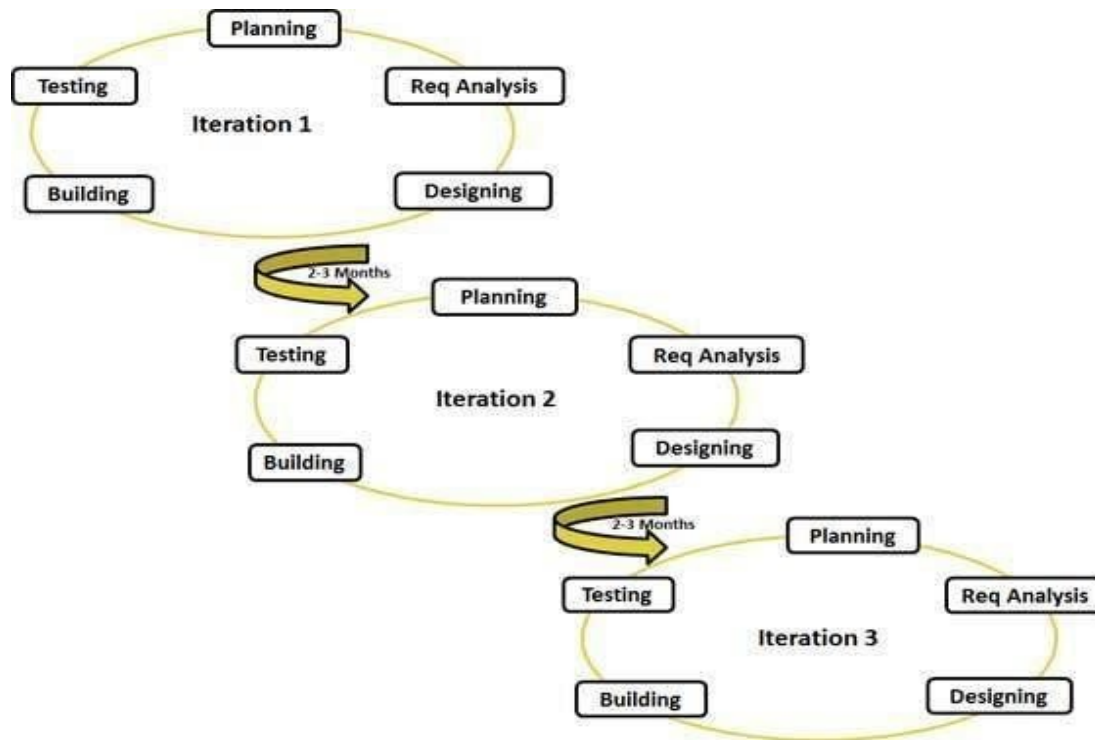 Planning
Testing
Req Analysis
Iteration 1
Building
Designing
2-3 Months
Planning
Testing
Req Analysis
Iteration 2
Building
Designing
2-3 Months
Planning
Testing
Req Analysis
Iteration 3
Building
Designing